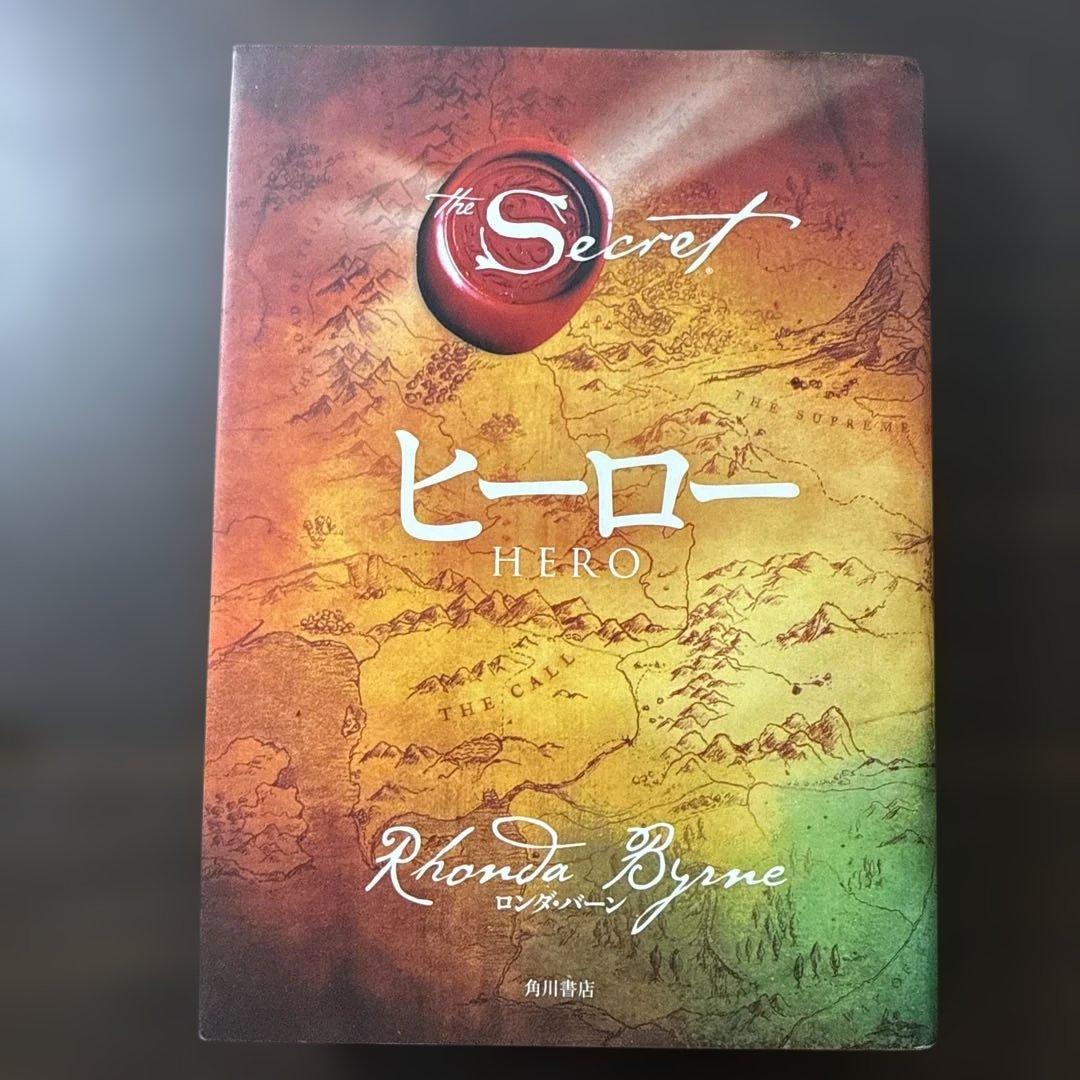 the Secret®
THE SUPREME
ヒーロー
HERO
THE CALL
Rhonda Byrne
ロンダ・バーン
角川書店